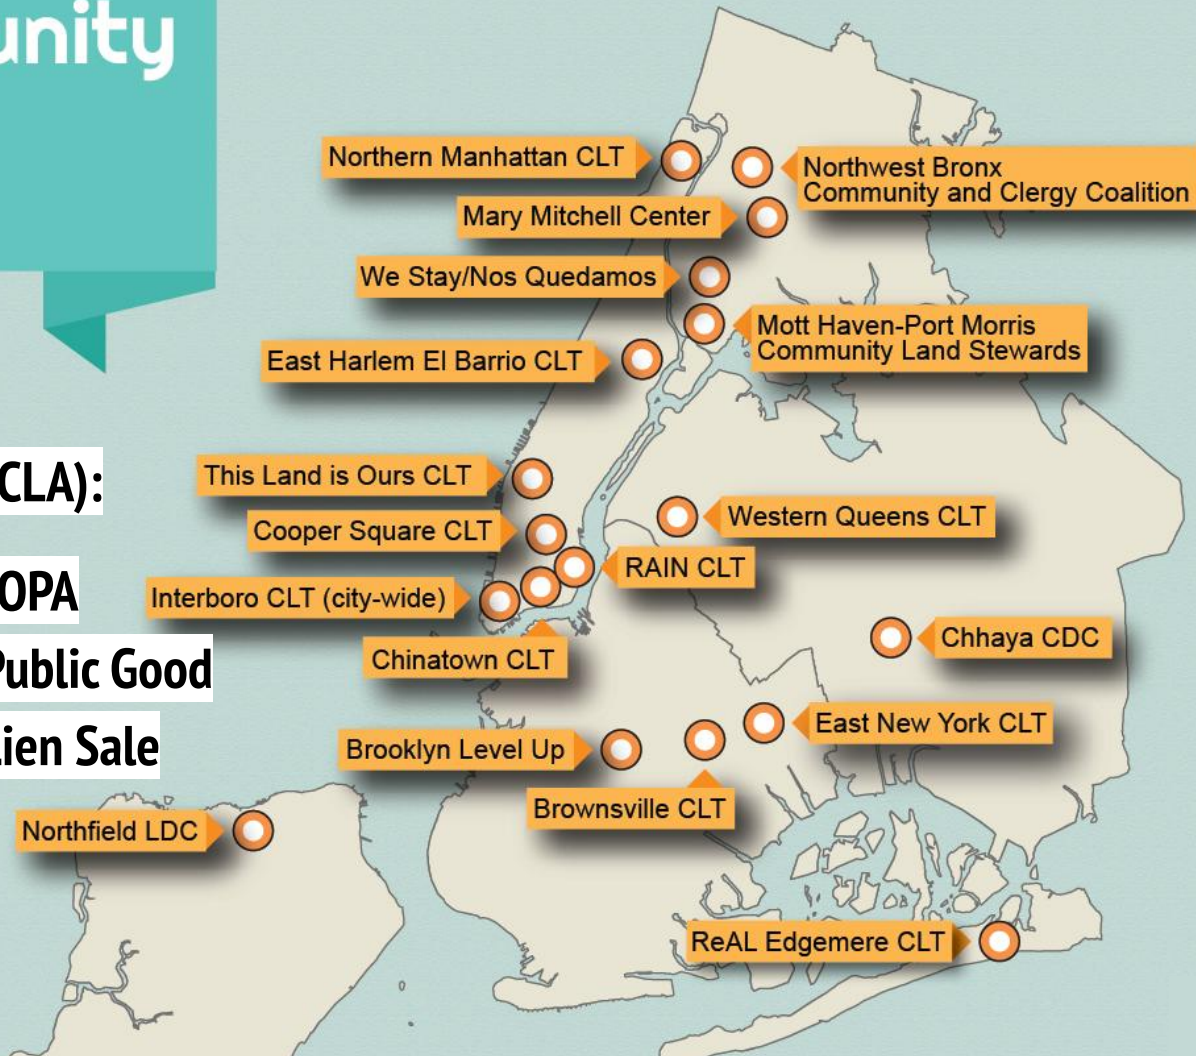 unity
Northern Manhattan CLT
Northwest Bronx
Community and Clergy Coalition
Mary Mitchell Center
We Stay/Nos Quedamos
Mott Haven-Port Morris
Community Land Stewards
East Harlem El Barrio CLT
CLA):
This Land is Ours CLT
Western Queens CLT
Cooper Square CLT
RAIN CLT
OPA
Interboro CLT (city-wide)
Chinatown CLT
Chhaya CDC
Public Good
East New York CLT
Lien Sale
Brooklyn Level Up
Brownsville CLT
Northfield LDC
ReAL Edgemere CLT